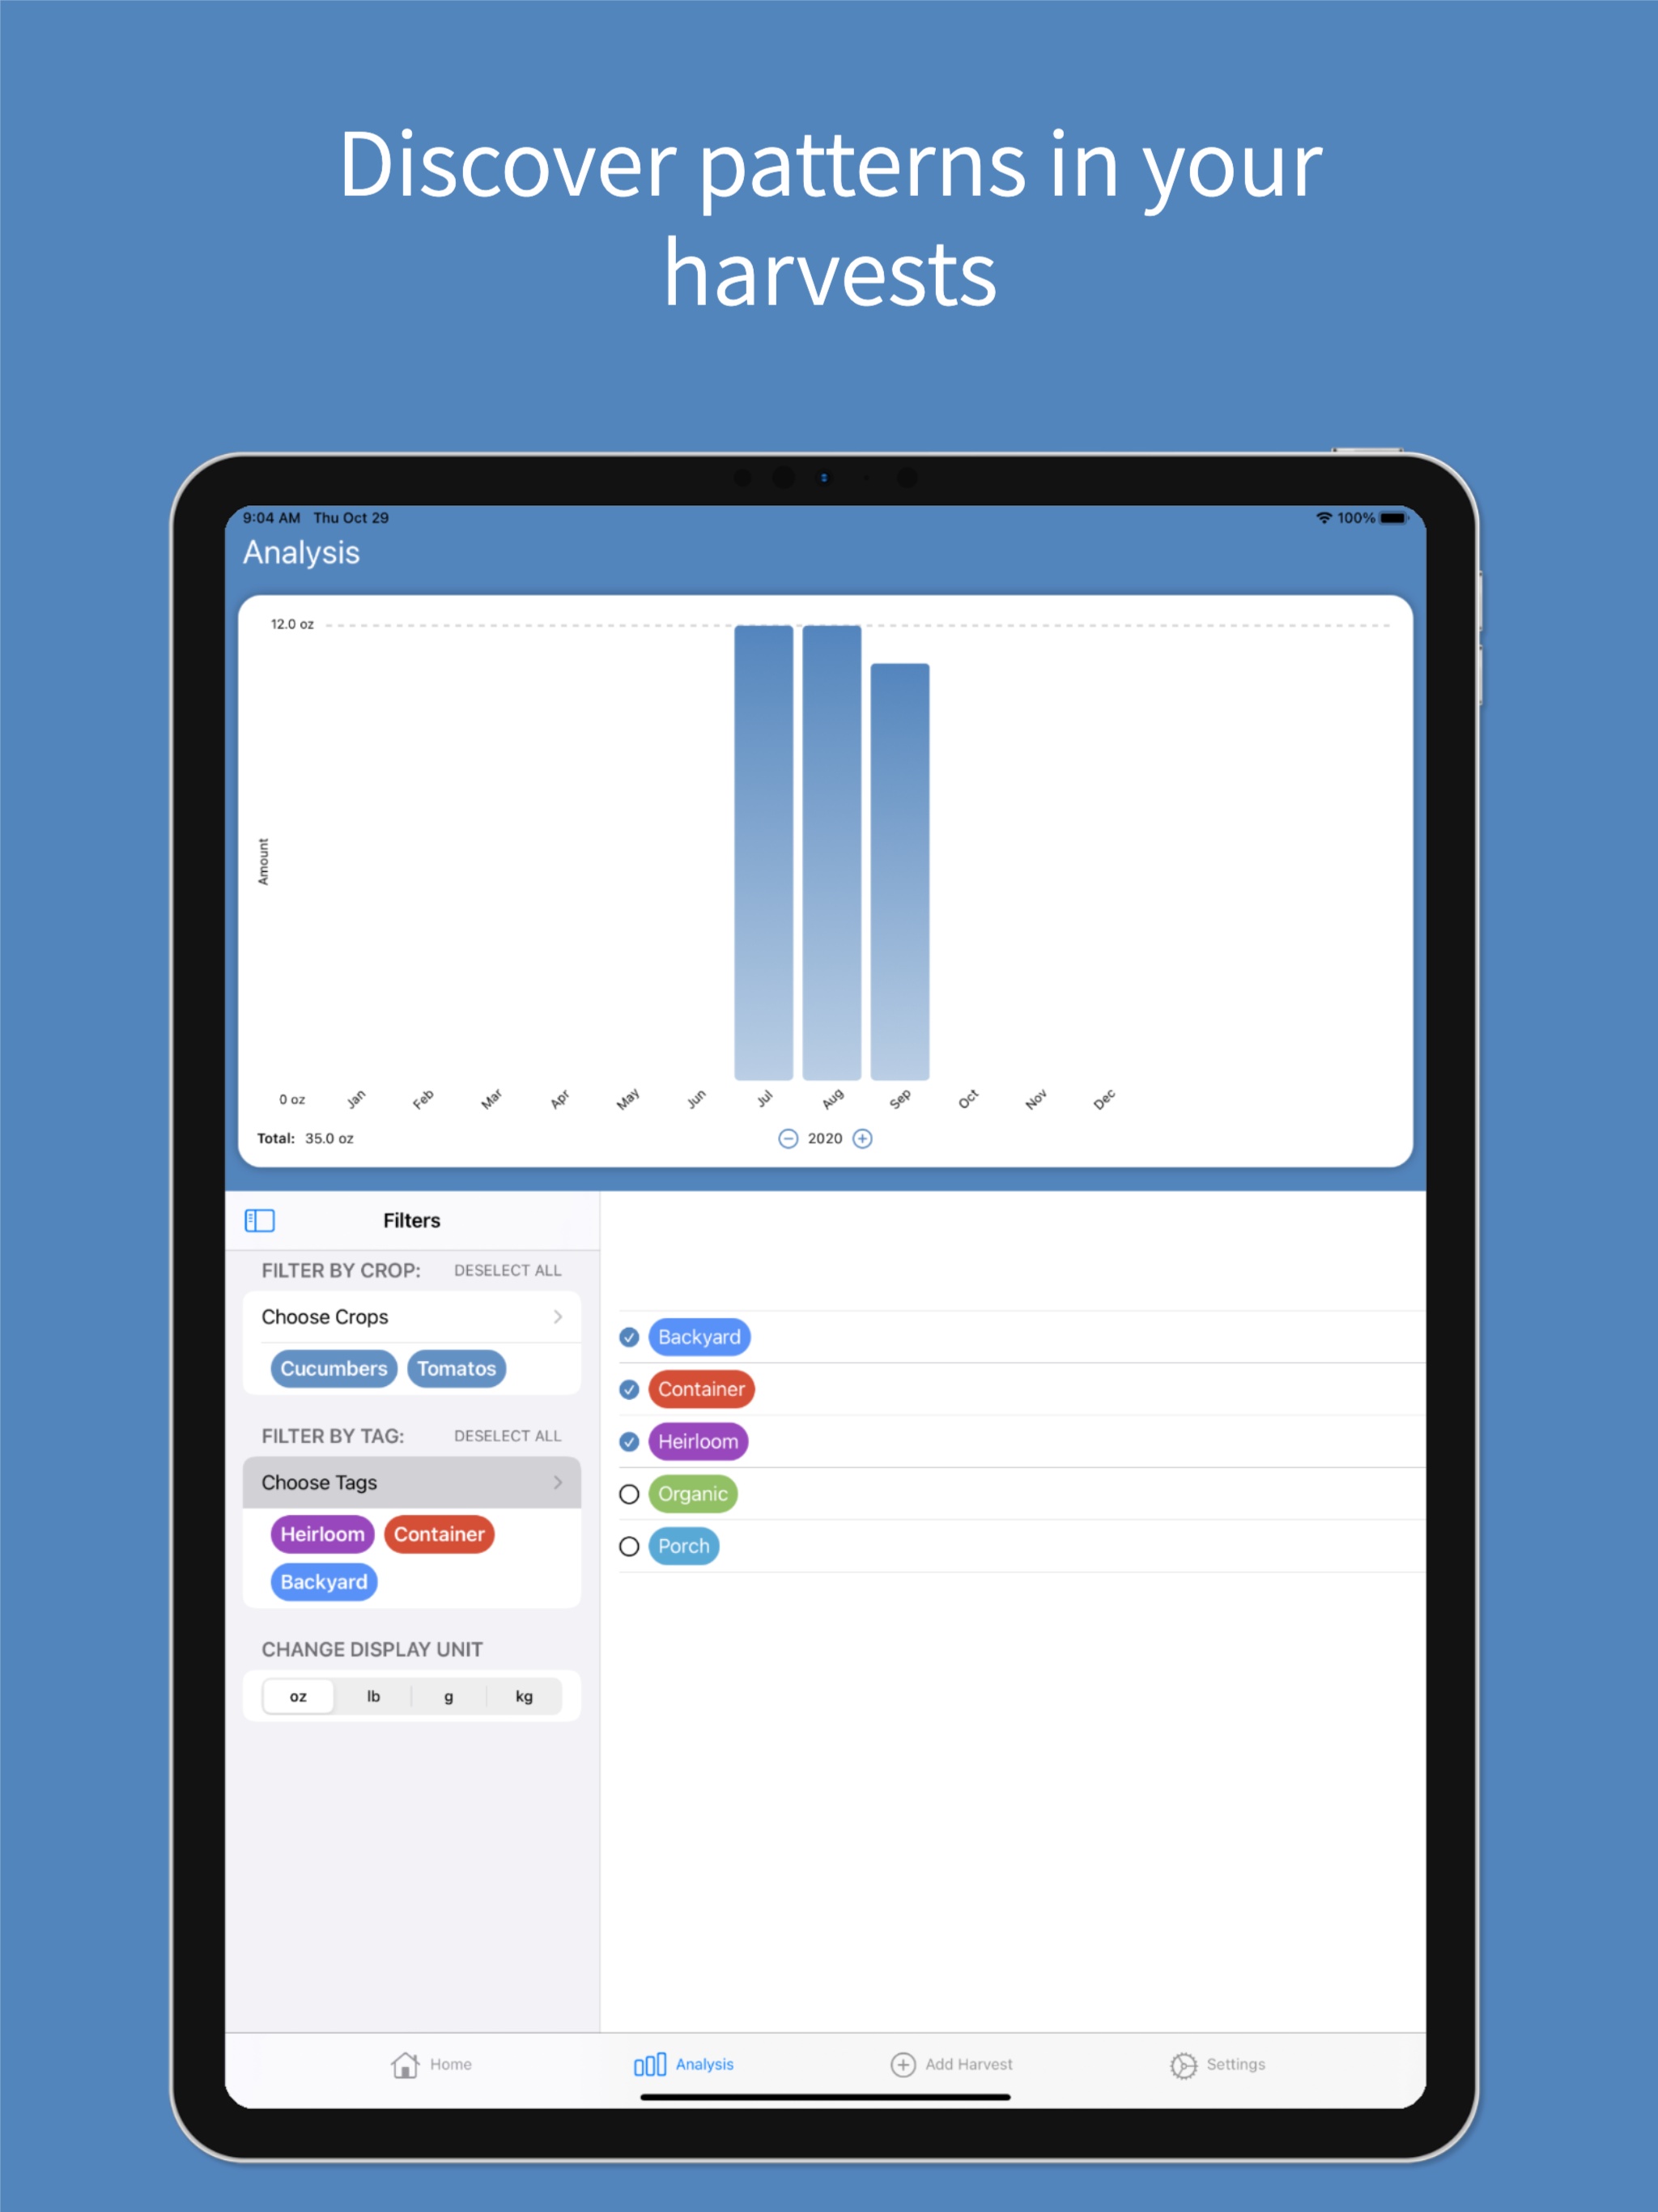 Discover patterns in your
harvests
9:04 AM Thu Oct 29
100%
Analysis
12.0 oz
Amount
0 oz Jan Feb Mar Apr May Jun Jul Aug Sep Oct Nov Dec
Total: 35.0 oz 2020
Filters
FILTER BY CROP: DESELECT ALL
Choose Crops
Cucumbers Tomatos
FILTER BY TAG: DESELECT ALL
Choose Tags
Heirloom Container
Backyard
CHANGE DISPLAY UNIT
oz lb g kg
Backyard
Container
Heirloom
Organic
Porch
Home Analysis Add Harvest Settings